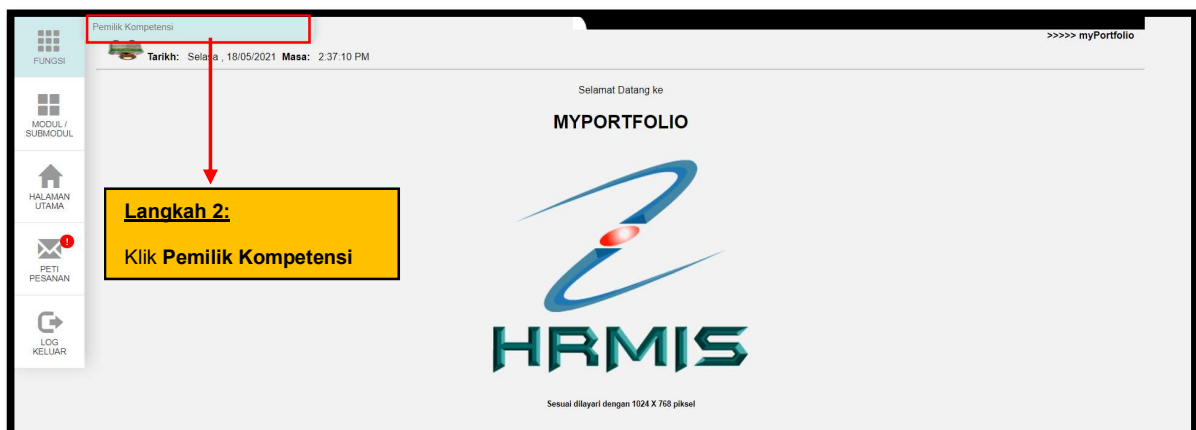 Pemilik Kompetensi
>>>>> myPortfolio
Tarikh: Selasa , 18/05/2021 Masa: 2:37:10 PM
FUNGSI
MODUL /
SUBMODUL
HALAMAN
UTAMA
!
PETI
PESANAN
LOG
KELUAR
Selamat Datang ke
MYPORTFOLIO
Langkah 2:
Klik Pemilik Kompetensi
HRMIS
Sesuai dilayari dengan 1024 X 768 piksel